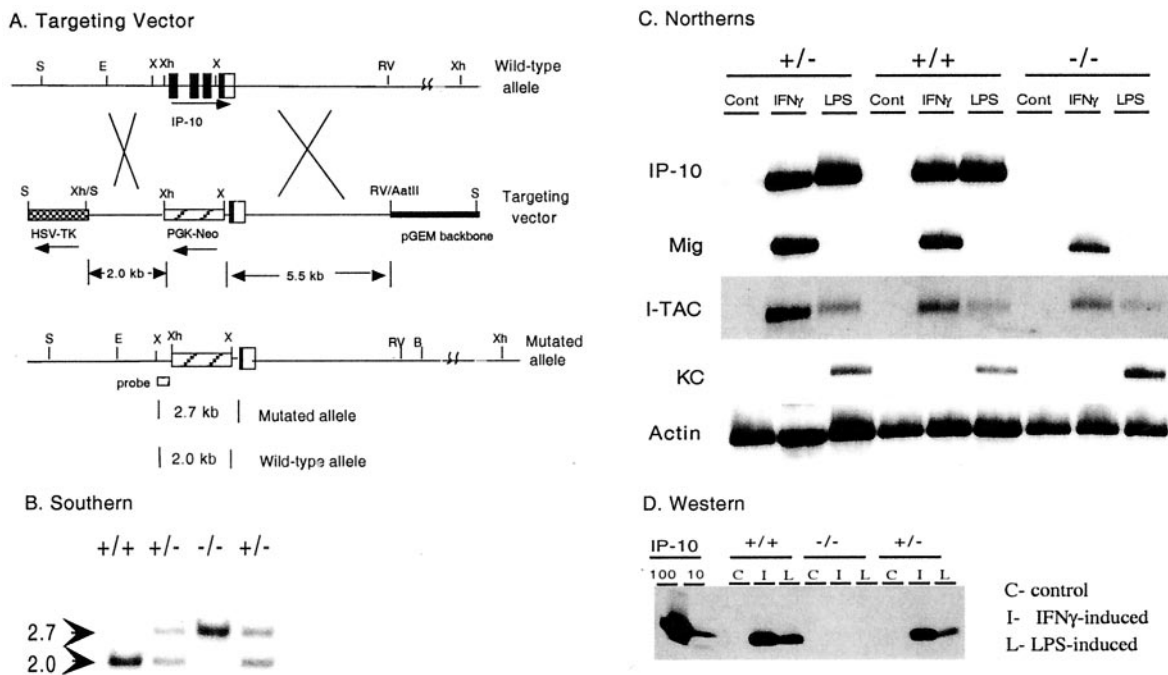 A. Targeting Vector
S E X Xh X RV Xh
Wild-type
allele
IP-10
S Xh/S Xh X RV/AatII S
Targeting
vector
HSV-TK PGK-Neo pGEM backbone
2.0 kb 5.5 kb
S E X Xh X RV B Xh
Mutated
allele
probe
2.7 kb Mutated allele
2.0 kb Wild-type allele
B. Southern
+/+ +/- -/- +/-
2.7
2.0
C. Northerns
+/- +/+ -/-
Cont IFNγ LPS Cont IFNγ LPS Cont IFNγ LPS
IP-10
Mig
I-TAC
KC
Actin
D. Western
IP-10 +/+ -/- +/-
100 10 C I L C I L C I L
C- control
I- IFNγ-induced
L- LPS-induced